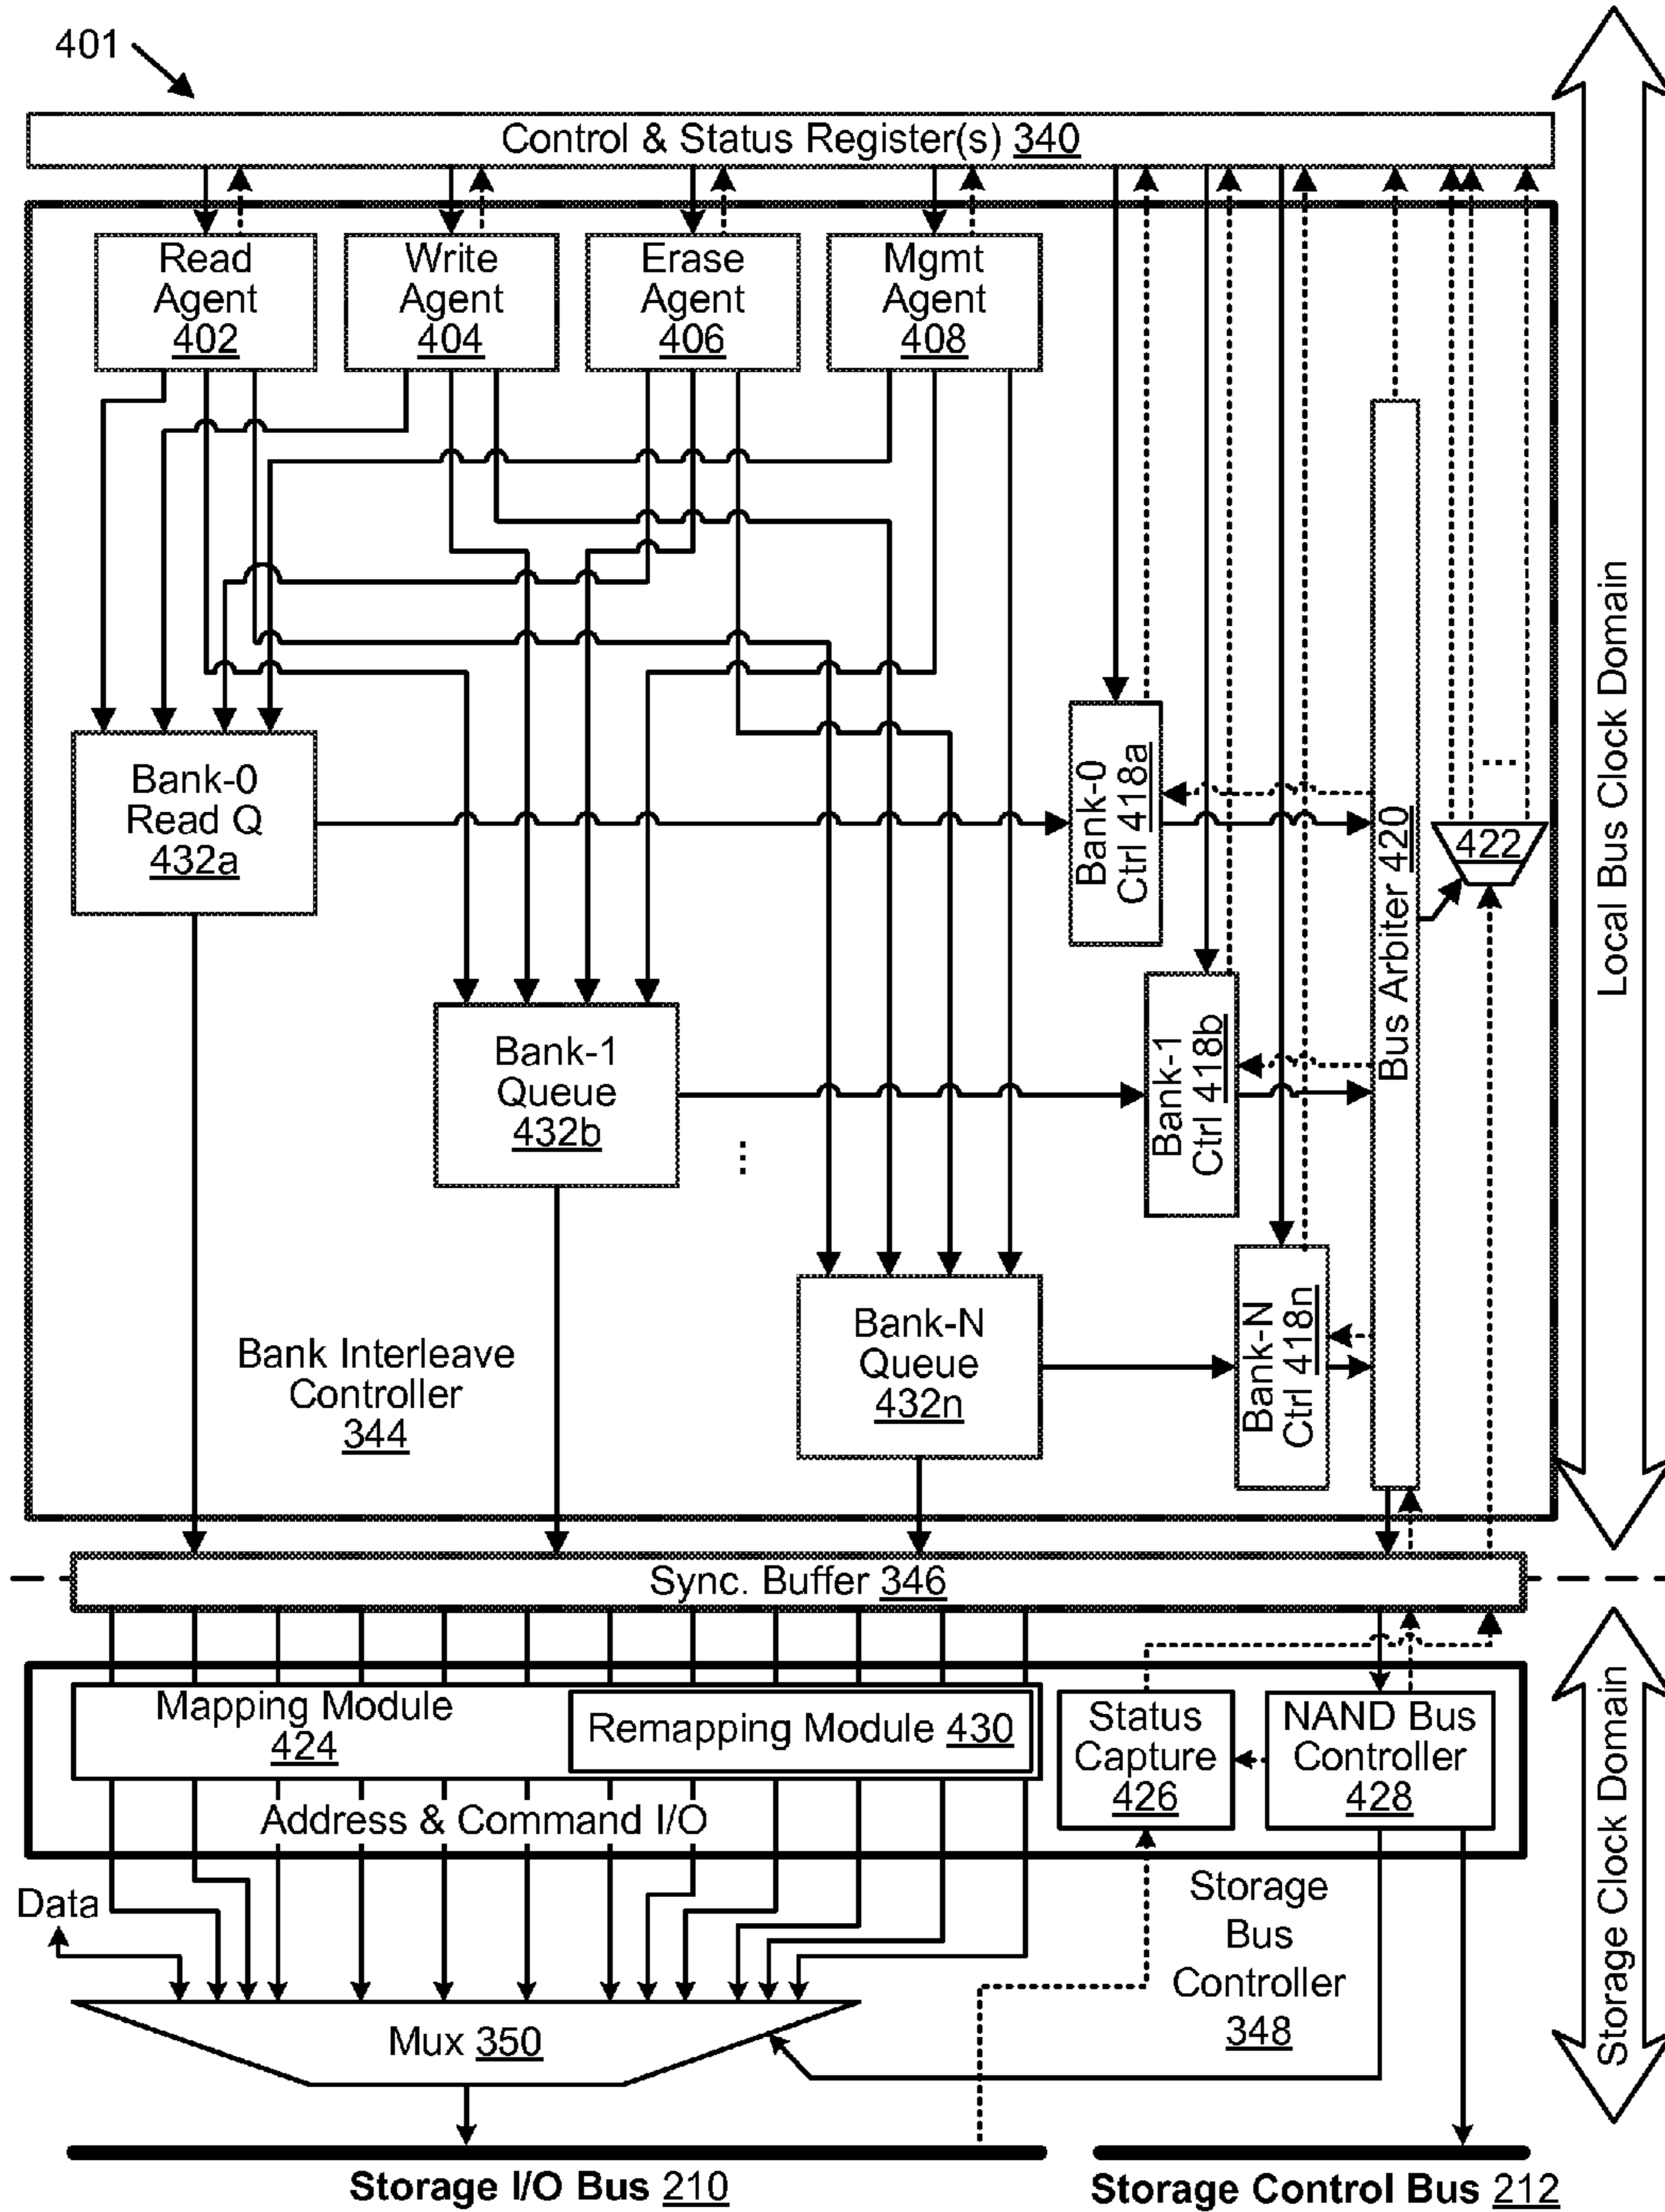 401
Control & Status Register(s) 340
Read
Agent
402
Write
Agent
404
Erase
Agent
406
Mgmt
Agent
408
Bank-0
Read Q
432a
Bank-0
Ctrl 418a
Bus Arbiter 420
422
...
Local Bus Clock Domain
Bank-1
Queue
432b
...
Bank-1
Ctrl 418b
Bank-N
Queue
432n
Bank-N
Ctrl 418n
Bank Interleave
Controller
344
Sync. Buffer 346
Mapping Module
424
Remapping Module 430
Status
Capture
426
NAND Bus
Controller
428
Address & Command I/O
Storage Clock Domain
Data
Storage
Bus
Controller
348
Mux 350
Storage I/O Bus 210
Storage Control Bus 212